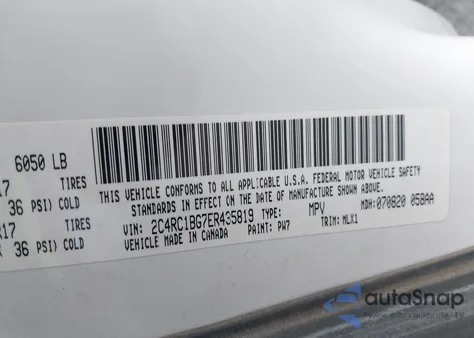 6050 LB
17 TIRES
36 PSI) COLD
R17 TIRES
36 PSI) COLD
THIS VEHICLE CONFORMS TO ALL APPLICABLE U.S.A. FEDERAL MOTOR VEHICLE SAFETY
STANDARDS IN EFFECT ON THE DATE OF MANUFACTURE SHOWN ABOVE.
VIN: 2C4RC1BG7ER435819 TYPE: MPV MDH: 070820 058AA
VEHICLE MADE IN CANADA PAINT: PW7 TRIM: MLX1
autoSnap